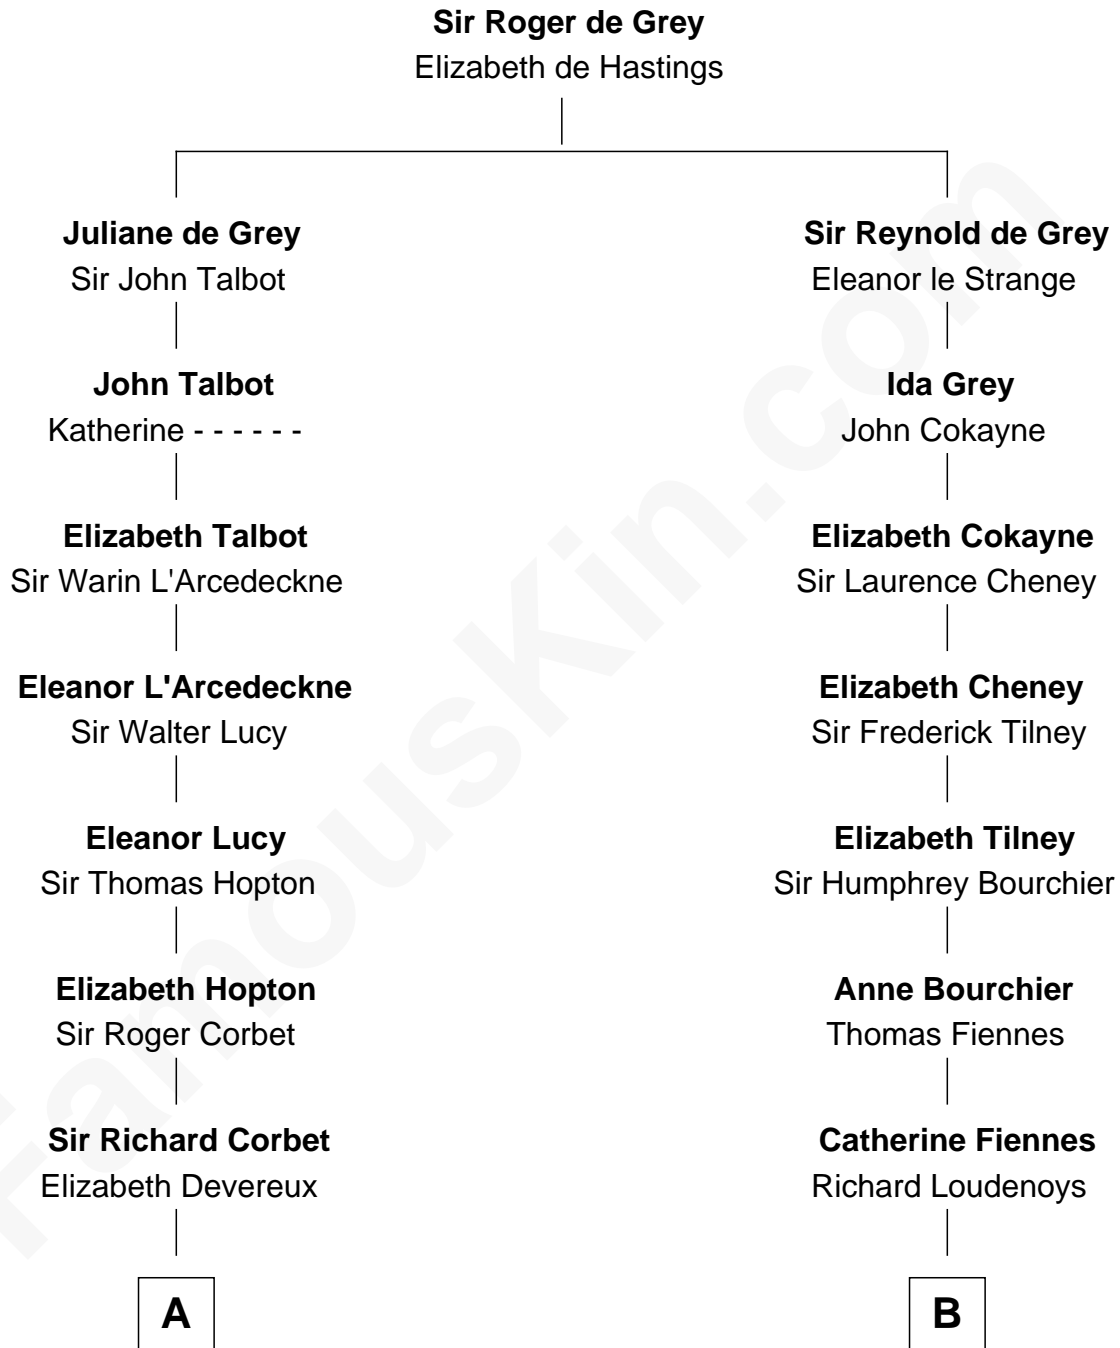 Sir Roger de Grey
Elizabeth de Hastings
Juliane de Grey
Sir John Talbot
John Talbot
Katherine - - - - - -
Elizabeth Talbot
Sir Warin L'Arcedeckne
Eleanor L'Arcedeckne
Sir Walter Lucy
Eleanor Lucy
Sir Thomas Hopton
Elizabeth Hopton
Sir Roger Corbet
Sir Richard Corbet
Elizabeth Devereux
A
Sir Reynold de Grey
Eleanor le Strange
Ida Grey
John Cokayne
Elizabeth Cokayne
Sir Laurence Cheney
Elizabeth Cheney
Sir Frederick Tilney
Elizabeth Tilney
Sir Humphrey Bourchier
Anne Bourchier
Thomas Fiennes
Catherine Fiennes
Richard Loudenoys
B
FamousKin.com